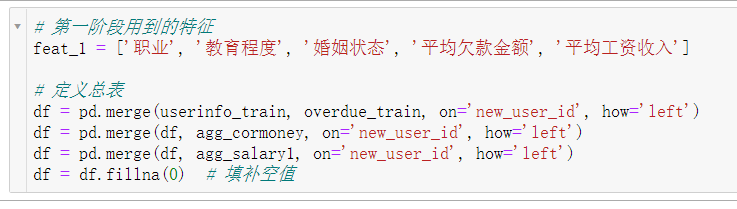 # 第一阶段用到的特征
feat_1 = ['职业', '教育程度', '婚姻状态', '平均欠款金额', '平均工资收入']
# 定义总表
df = pd.merge(userinfo_train, overdue_train, on='new_user_id', how='left')
df = pd.merge(df, agg_cormoney, on='new_user_id', how='left')
df = pd.merge(df, agg_salary1, on='new_user_id', how='left')
df = df.fillna(0)  # 填补空值